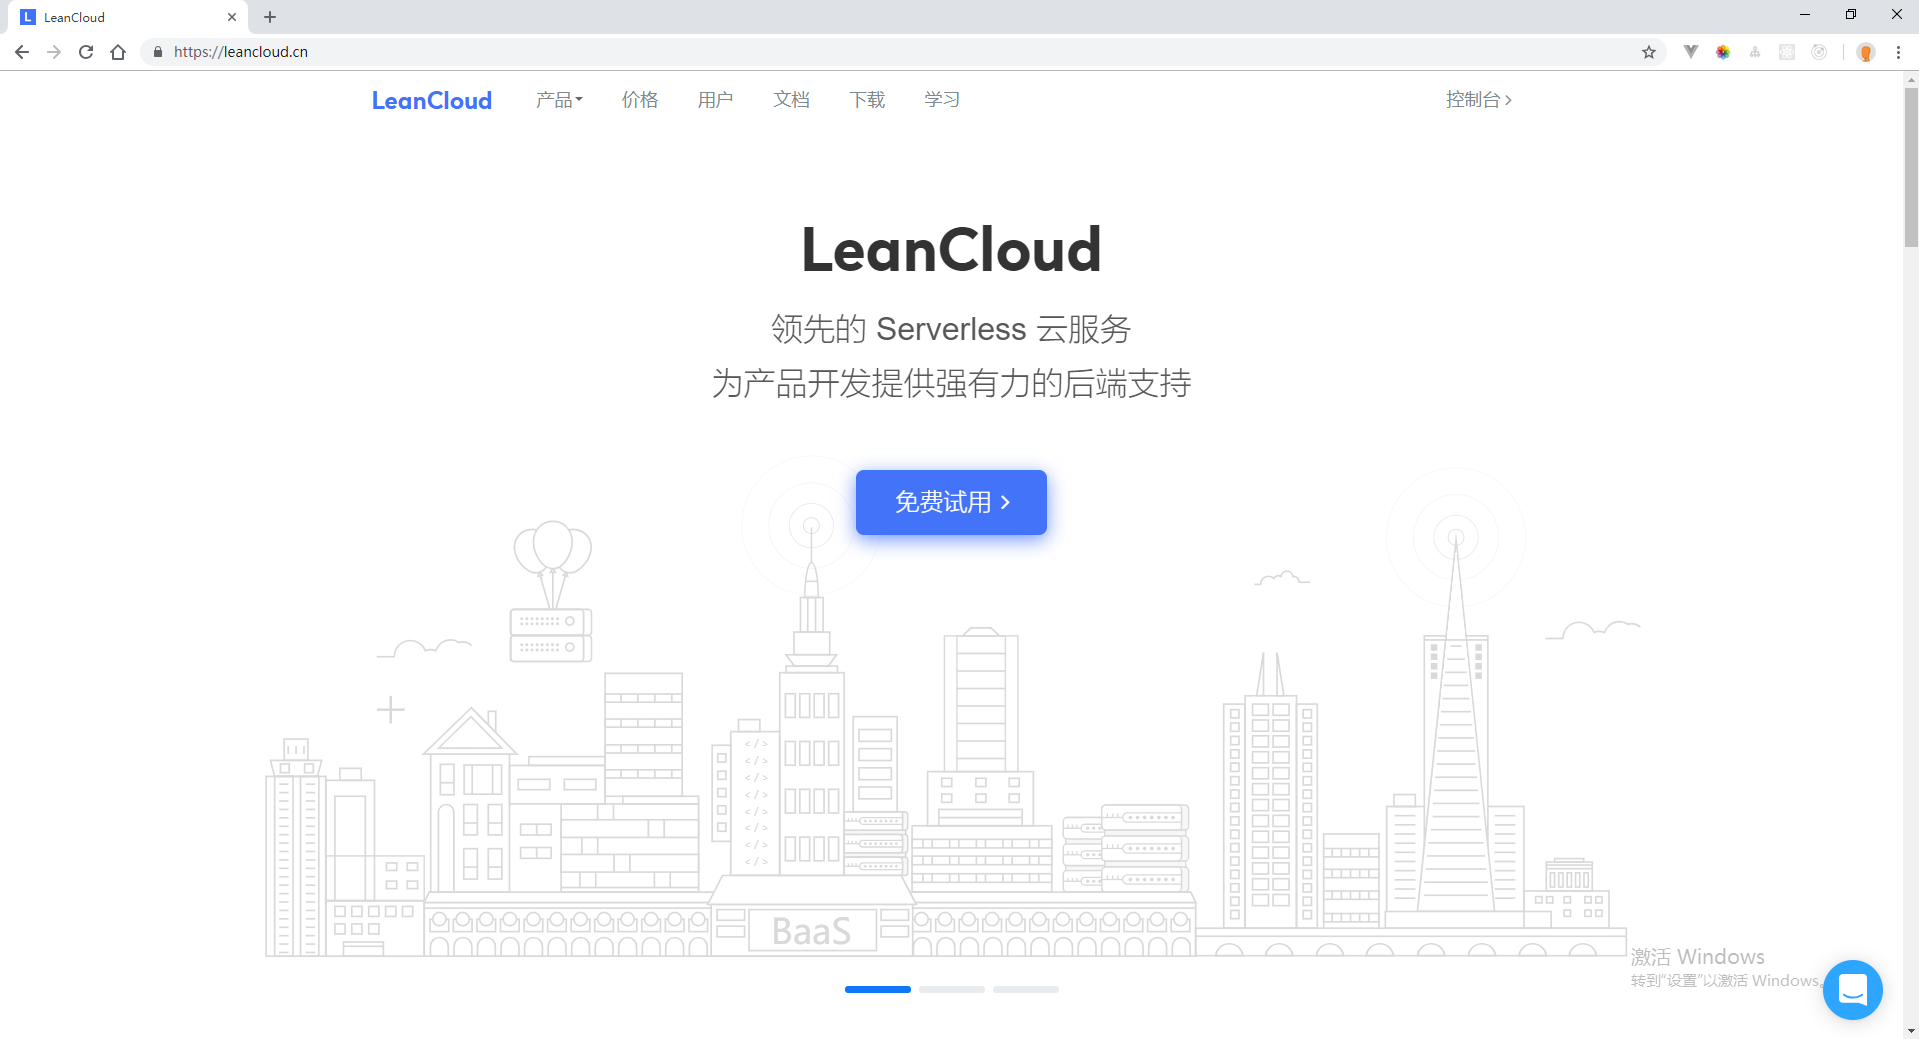 L LeanCloud
https://leancloud.cn
LeanCloud 产品 价格 用户 文档 下载 学习 控制台 >
LeanCloud
领先的 Serverless 云服务
为产品开发提供强有力的后端支持
免费试用 >
</>
</>
</>
</>
</>
</>
</>
</>
BaaS
激活 Windows
转到“设置”以激活 Windows。